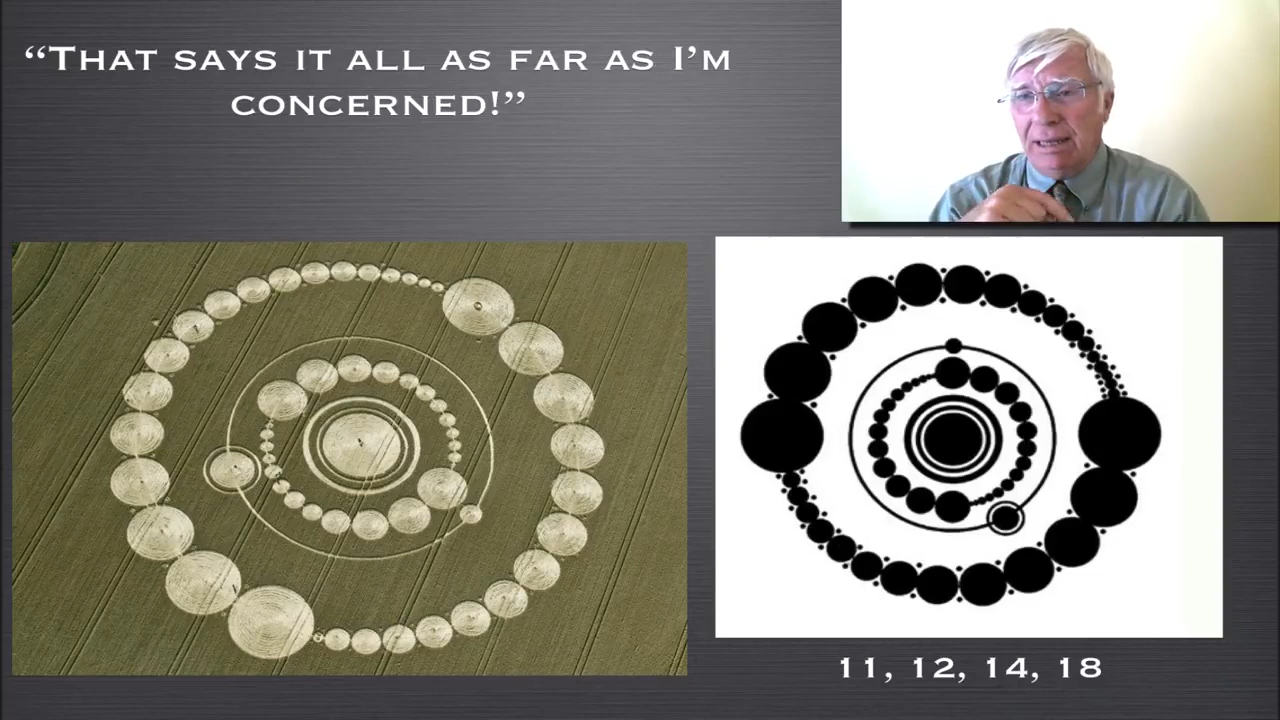 “That says it all as far as I’m
concerned!”
11, 12, 14, 18